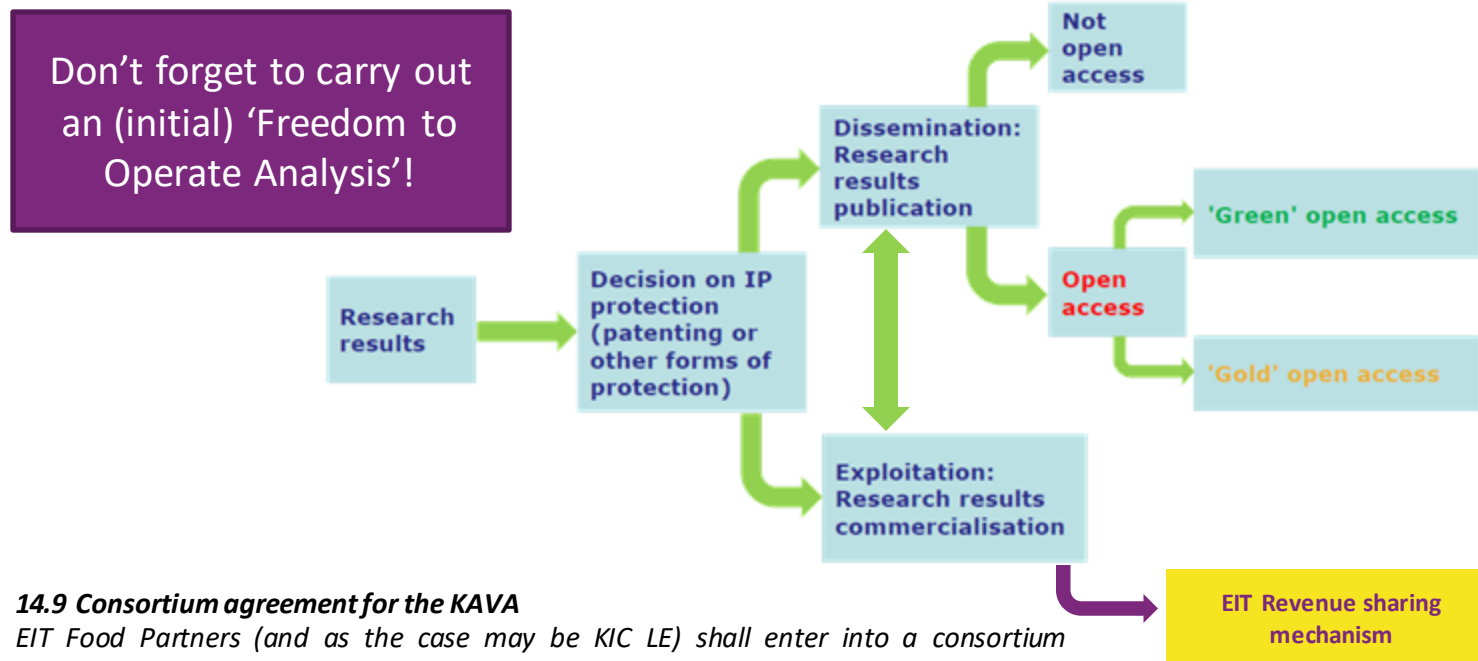 Don’t forget to carry out
an (initial) ‘Freedom to
Operate Analysis’!
Research
results
Decision on IP
protection
(patenting or
other forms of
protection)
Dissemination:
Research
results
publication
Not
open
access
Open
access
'Green' open access
'Gold' open access
Exploitation:
Research results
commercialisation
EIT Revenue sharing
mechanism
14.9 Consortium agreement for the KAVA
EIT Food Partners (and as the case may be KIC LE) shall enter into a consortium